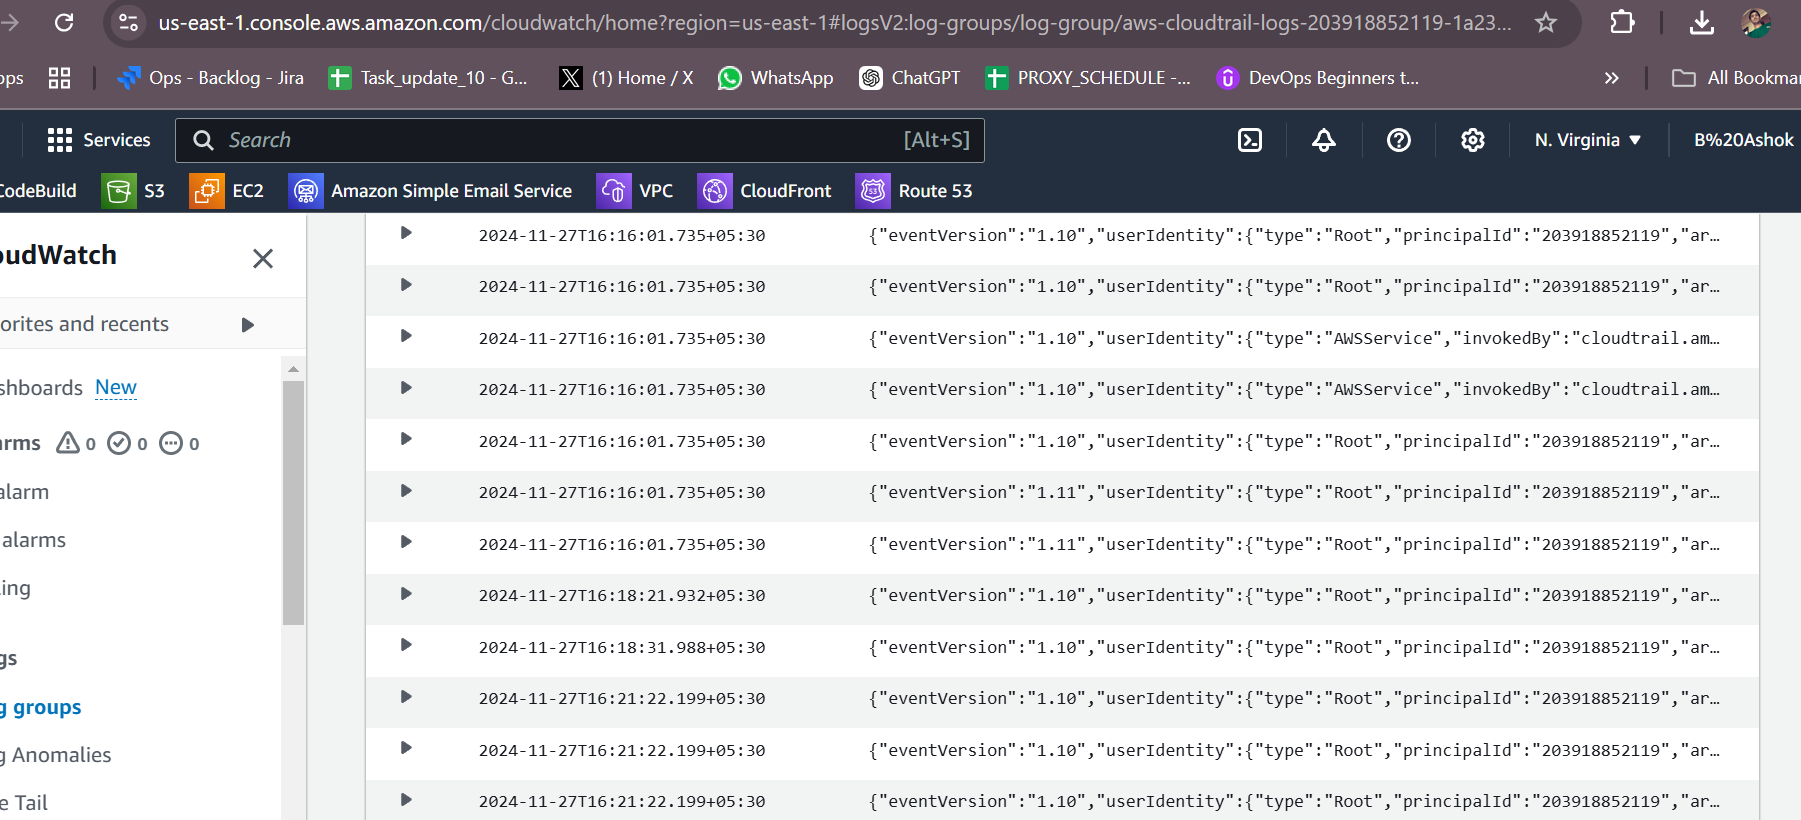 us-east-1.console.aws.amazon.com/cloudwatch/home?region=us-east-1#logsV2:log-groups/log-group/aws-cloudtrail-logs-203918852119-1a23...
ops
Ops - Backlog - Jira
Task_update_10 - G...
(1) Home / X
WhatsApp
ChatGPT
PROXY_SCHEDULE -...
DevOps Beginners t...
»
All Bookmar
Services
Search
[Alt+S]
N. Virginia
B%20Ashok
CodeBuild
S3
EC2
Amazon Simple Email Service
VPC
CloudFront
Route 53
oudWatch
orites and recents
shboards New
arms 0 0 0
alarm
alarms
ing
gs
g groups
g Anomalies
e Tail
2024-11-27T16:16:01.735+05:30 {"eventVersion":"1.10","userIdentity":{"type":"Root","principalId":"203918852119","ar…
2024-11-27T16:16:01.735+05:30 {"eventVersion":"1.10","userIdentity":{"type":"Root","principalId":"203918852119","ar…
2024-11-27T16:16:01.735+05:30 {"eventVersion":"1.10","userIdentity":{"type":"AWSService","invokedBy":"cloudtrail.am…
2024-11-27T16:16:01.735+05:30 {"eventVersion":"1.10","userIdentity":{"type":"AWSService","invokedBy":"cloudtrail.am…
2024-11-27T16:16:01.735+05:30 {"eventVersion":"1.10","userIdentity":{"type":"Root","principalId":"203918852119","ar…
2024-11-27T16:16:01.735+05:30 {"eventVersion":"1.11","userIdentity":{"type":"Root","principalId":"203918852119","ar…
2024-11-27T16:16:01.735+05:30 {"eventVersion":"1.11","userIdentity":{"type":"Root","principalId":"203918852119","ar…
2024-11-27T16:18:21.932+05:30 {"eventVersion":"1.10","userIdentity":{"type":"Root","principalId":"203918852119","ar…
2024-11-27T16:18:31.988+05:30 {"eventVersion":"1.10","userIdentity":{"type":"Root","principalId":"203918852119","ar…
2024-11-27T16:21:22.199+05:30 {"eventVersion":"1.10","userIdentity":{"type":"Root","principalId":"203918852119","ar…
2024-11-27T16:21:22.199+05:30 {"eventVersion":"1.10","userIdentity":{"type":"Root","principalId":"203918852119","ar…
2024-11-27T16:21:22.199+05:30 {"eventVersion":"1.10","userIdentity":{"type":"Root","principalId":"203918852119","ar…